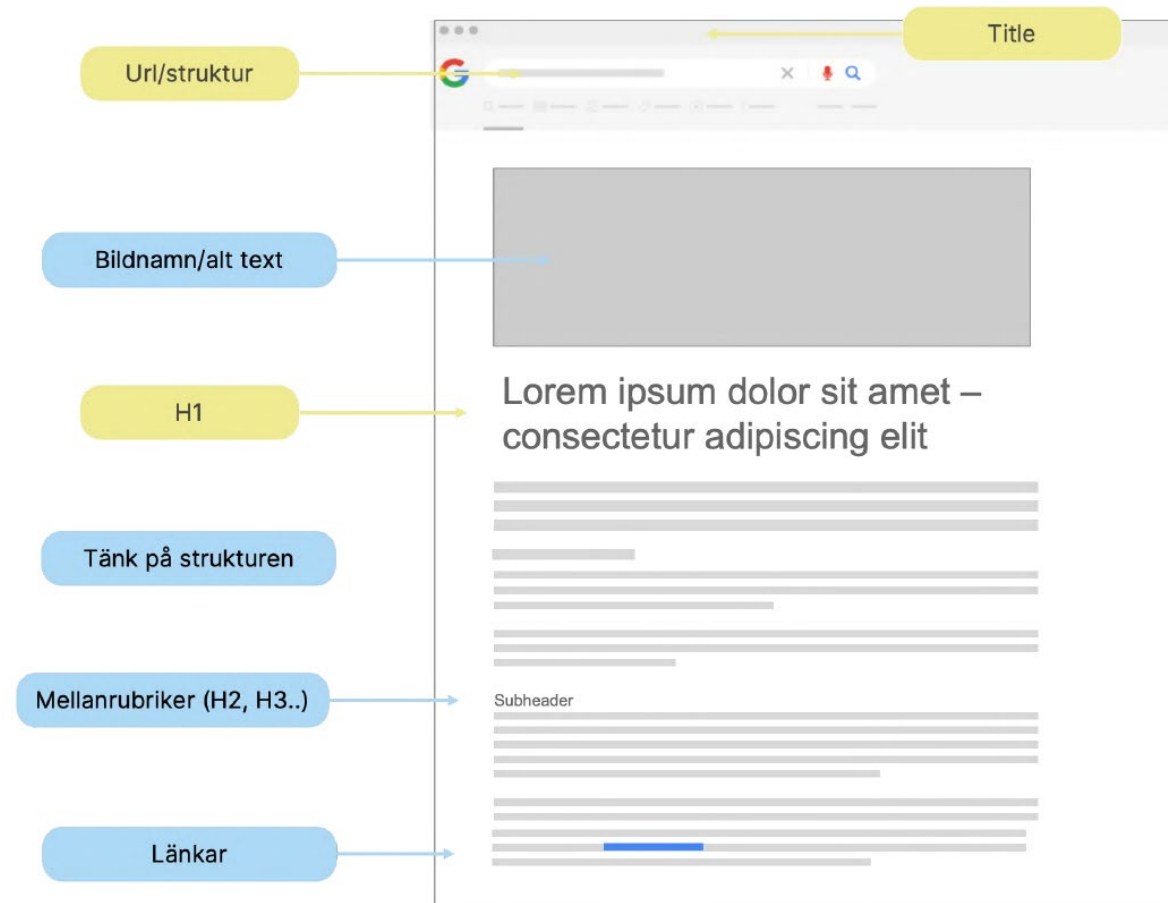 Title
Url/struktur
Bildnamn/alt text
H1
Lorem ipsum dolor sit amet –
consectetur adipiscing elit
Tänk på strukturen
Mellanrubriker (H2, H3..)
Subheader
Länkar